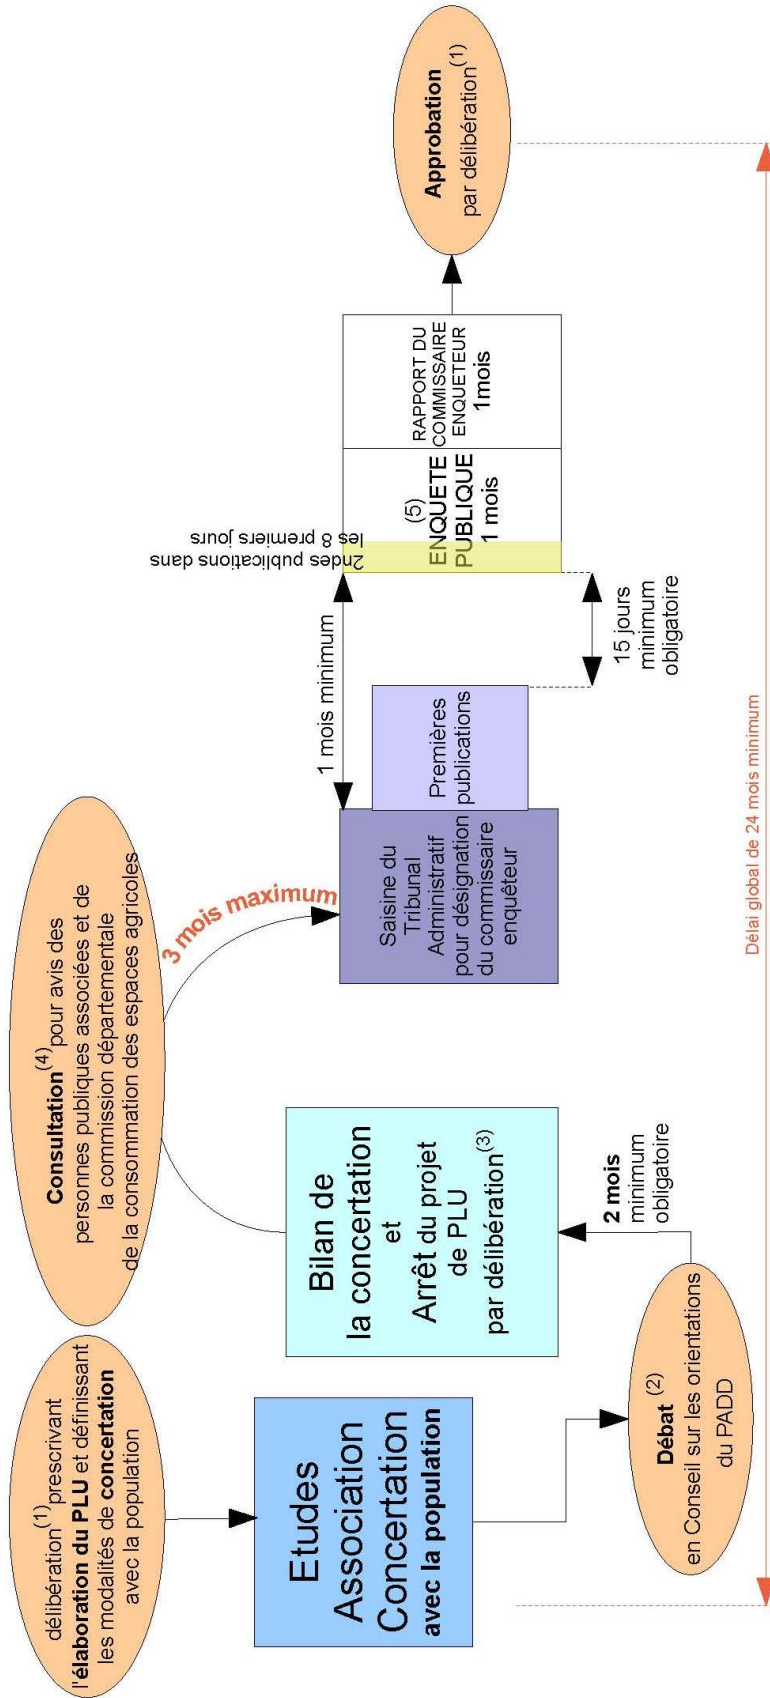 délibération(1) prescrivant
l'élaboration du PLU et définissant
les modalités de concertation
avec la population
Etudes
Association
Concertation
avec la population
Débat (2)
en Conseil sur les orientations
du PADD
2 mois
minimum
obligatoire
Bilan de
la concertation
et
Arrêt du projet
de PLU
par délibération(3)
Consultation(4) pour avis des
personnes publiques associées et de
la commission départementale
de la consommation des espaces agricoles
3 mois maximum
Saisine du
Tribunal
Administratif
pour désignation
du commissaire
enquêteur
Premières
publications
1 mois minimum
15 jours
minimum
obligatoire
2ndes publications dans
les 8 premiers jours
(5)
ENQUETE
PUBLIQUE
1 mois
RAPPORT DU
COMMISSAIRE
ENQUETEUR
1mois
Approbation
par délibération(1)
Délai global de 24 mois minimum